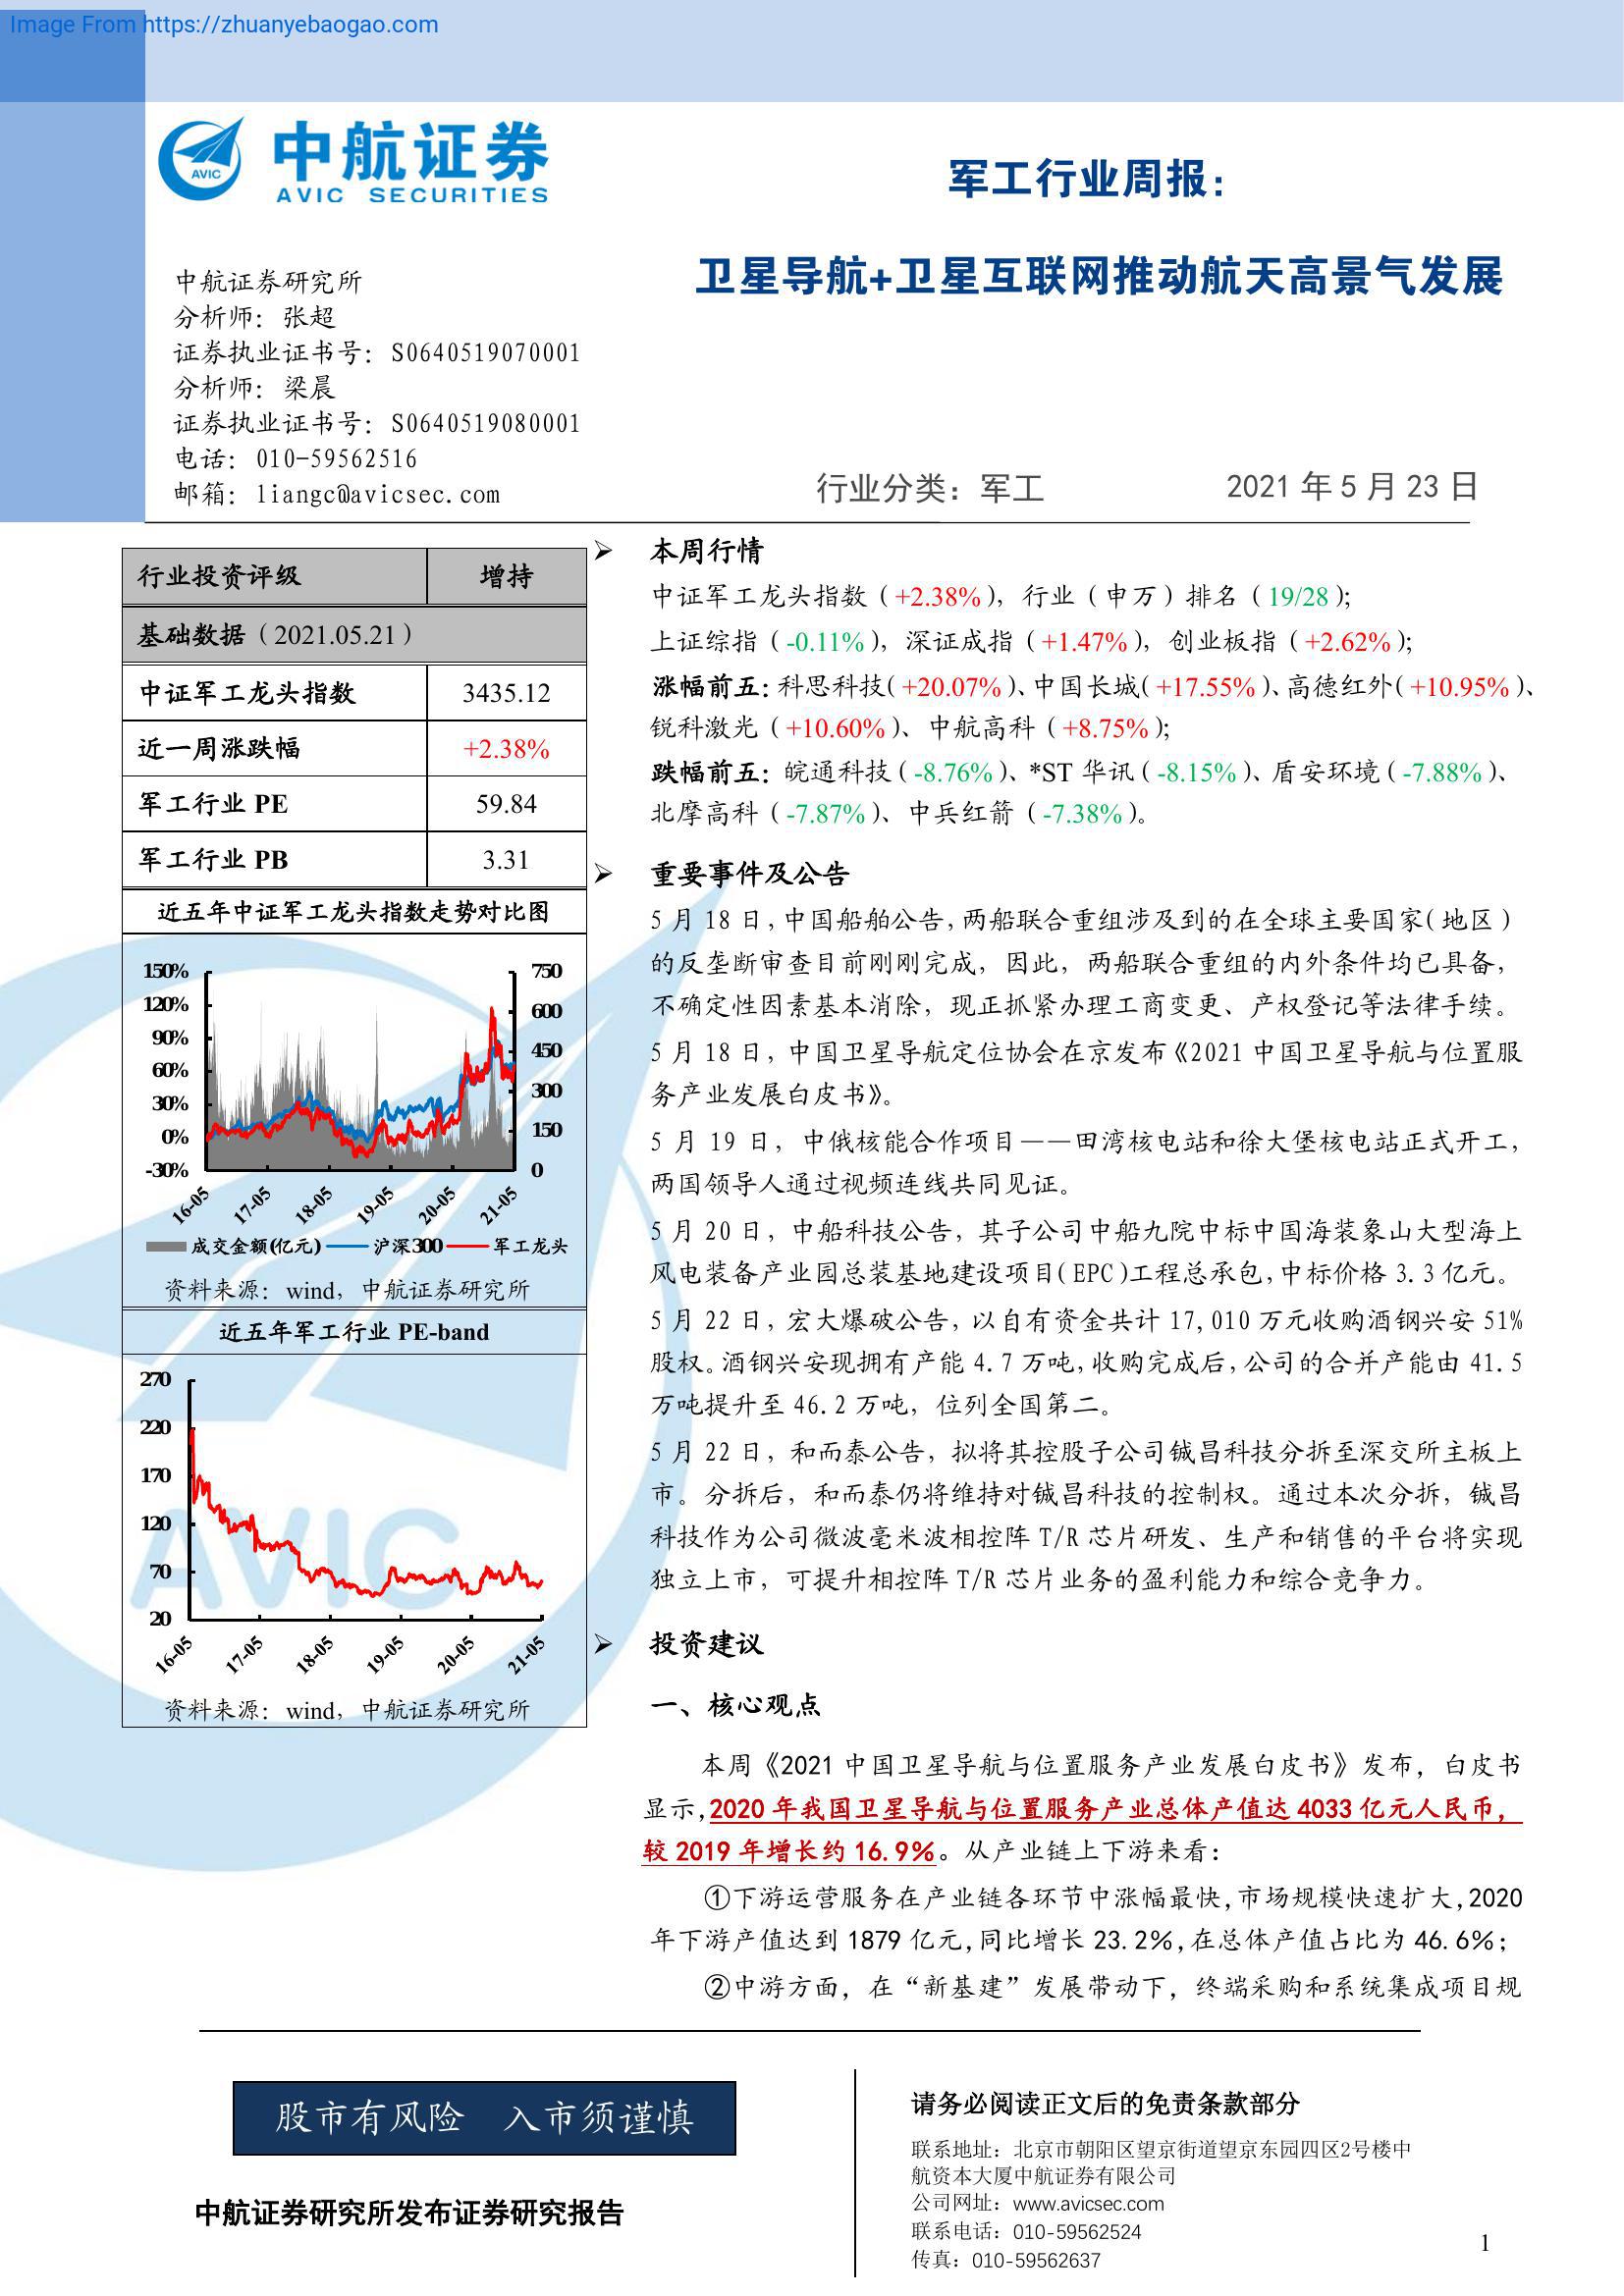 Image From https://zhuanyebaogao.com
AVIC
中航证券
AVIC SECURITIES
军工行业周报：
卫星导航+卫星互联网推动航天高景气发展
中航证券研究所
分析师：张超
证券执业证书号：S0640519070001
分析师：梁晨
证券执业证书号：S0640519080001
电话：010-59562516
邮箱：liangc@avicsec.com
行业分类：军工 2021 年 5 月 23 日
行业投资评级 增持
基础数据（2021.05.21）
中证军工龙头指数 3435.12
近一周涨跌幅 +2.38%
军工行业 PE 59.84
军工行业 PB 3.31
近五年中证军工龙头指数走势对比图
150% 750
120% 600
90%
60% 450
30% 300
0% 150
-30% 0
16-05 17-05 18-05 19-05 20-05 21-05
成交金额(亿元) 沪深300 军工龙头
资料来源：wind，中航证券研究所
近五年军工行业 PE-band
270
220
170
120
70
20
16-05 17-05 18-05 19-05 20-05 21-05
资料来源：wind，中航证券研究所
AVIC
➢ 本周行情
中证军工龙头指数（+2.38%），行业（申万）排名（19/28）；
上证综指（-0.11%），深证成指（+1.47%），创业板指（+2.62%）；
涨幅前五：科思科技（+20.07%）、中国长城（+17.55%）、高德红外（+10.95%）、
锐科激光（+10.60%）、中航高科（+8.75%）；
跌幅前五：皖通科技（-8.76%）、*ST 华讯（-8.15%）、盾安环境（-7.88%）、
北摩高科（-7.87%）、中兵红箭（-7.38%）。
➢ 重要事件及公告
5 月 18 日，中国船舶公告，两船联合重组涉及到的在全球主要国家（地区）
的反垄断审查目前刚刚完成，因此，两船联合重组的内外条件均已具备，
不确定性因素基本消除，现正抓紧办理工商变更、产权登记等法律手续。
5 月 18 日，中国卫星导航定位协会在京发布《2021 中国卫星导航与位置服
务产业发展白皮书》。
5 月 19 日，中俄核能合作项目——田湾核电站和徐大堡核电站正式开工，
两国领导人通过视频连线共同见证。
5 月 20 日，中船科技公告，其子公司中船九院中标中国海装象山大型海上
风电装备产业园总装基地建设项目（EPC）工程总承包，中标价格 3.3 亿元。
5 月 22 日，宏大爆破公告，以自有资金共计 17,010 万元收购酒钢兴安 51%
股权。酒钢兴安现拥有产能 4.7 万吨，收购完成后，公司的合并产能由 41.5
万吨提升至 46.2 万吨，位列全国第二。
5 月 22 日，和而泰公告，拟将其控股子公司铖昌科技分拆至深交所主板上
市。分拆后，和而泰仍将维持对铖昌科技的控制权。通过本次分拆，铖昌
科技作为公司微波毫米波相控阵 T/R 芯片研发、生产和销售的平台将实现
独立上市，可提升相控阵 T/R 芯片业务的盈利能力和综合竞争力。
➢ 投资建议
一、核心观点
本周《2021 中国卫星导航与位置服务产业发展白皮书》发布，白皮书
显示，2020 年我国卫星导航与位置服务产业总体产值达 4033 亿元人民币，
较 2019 年增长约 16.9%。从产业链上下游来看：
①下游运营服务在产业链各环节中涨幅最快，市场规模快速扩大，2020
年下游产值达到 1879 亿元，同比增长 23.2%，在总体产值占比为 46.6%；
②中游方面，在“新基建”发展带动下，终端采购和系统集成项目规
股市有风险 入市须谨慎
中航证券研究所发布证券研究报告
请务必阅读正文后的免责条款部分
联系地址：北京市朝阳区望京街道望京东园四区2号楼中
航资本大厦中航证券有限公司
公司网址：www.avicsec.com
联系电话：010-59562524
传真：010-59562637
1